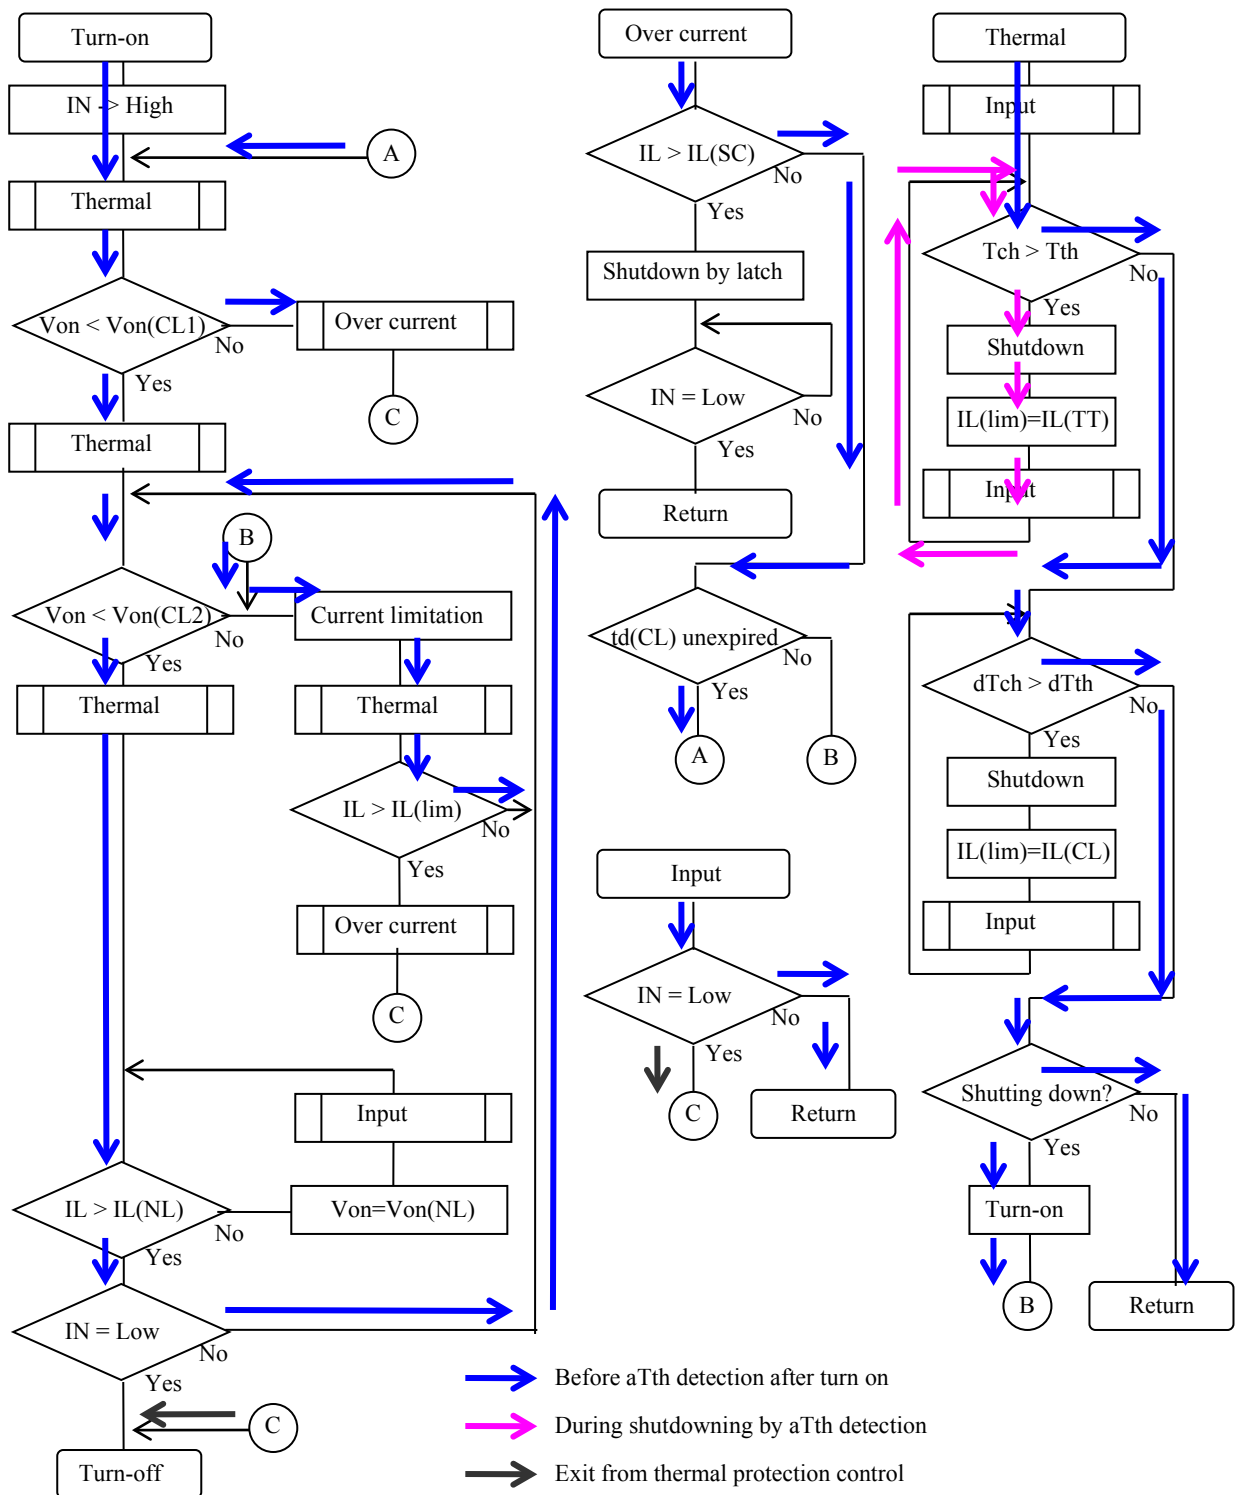 Turn-on
IN -> High
A
Thermal
Von < Von(CL1)
No
Yes
Over current
C
Thermal
B
Von < Von(CL2)
No
Yes
Current limitation
Thermal
Thermal
IL > IL(lim)
No
Yes
Over current
C
Input
Von=Von(NL)
IL > IL(NL)
No
Yes
IN = Low
No
Yes
C
Turn-off
Over current
IL > IL(SC)
No
Yes
Shutdown by latch
IN = Low
No
Yes
Return
td(CL) unexpired
No
Yes
A
B
Input
IN = Low
No
Yes
C
Return
Thermal
Input
Tch > Tth
No
Yes
Shutdown
IL(lim)=IL(TT)
Input
dTch > dTth
No
Yes
Shutdown
IL(lim)=IL(CL)
Input
Shutting down?
No
Yes
Turn-on
B
Return
Before aTth detection after turn on
During shutdowning by aTth detection
Exit from thermal protection control